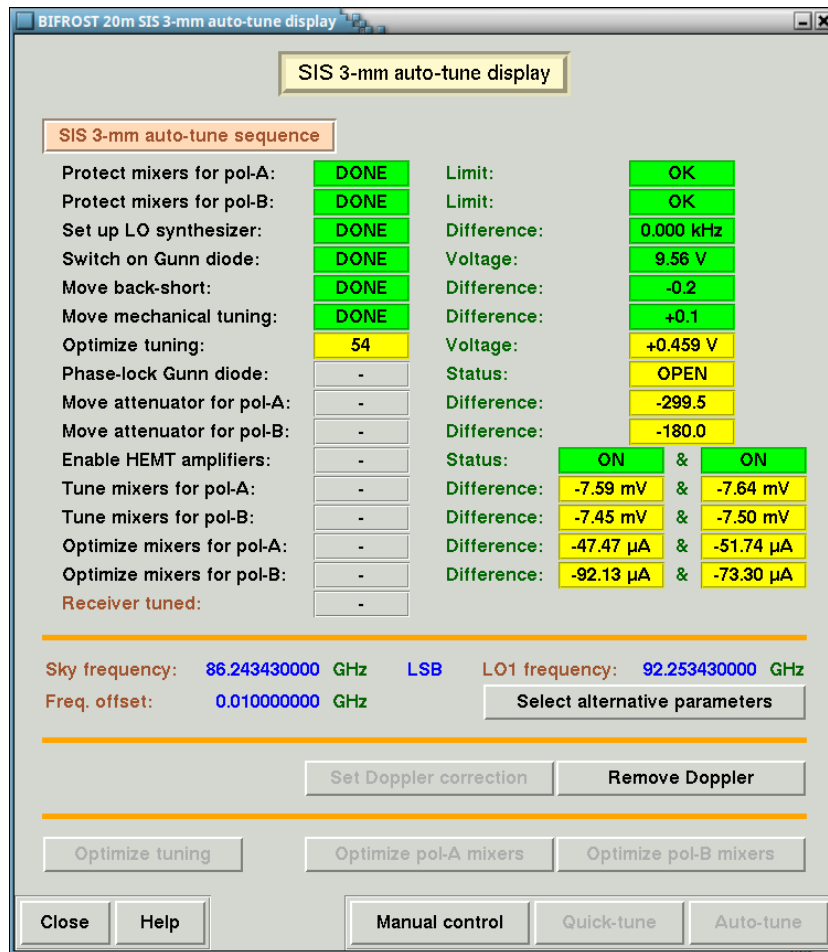 BIFROST 20m SIS 3-mm auto-tune display
SIS 3-mm auto-tune display
SIS 3-mm auto-tune sequence
Protect mixers for pol-A: DONE Limit: OK
Protect mixers for pol-B: DONE Limit: OK
Set up LO synthesizer: DONE Difference: 0.000 kHz
Switch on Gunn diode: DONE Voltage: 9.56 V
Move back-short: DONE Difference: -0.2
Move mechanical tuning: DONE Difference: +0.1
Optimize tuning: 54 Voltage: +0.459 V
Phase-lock Gunn diode: - Status: OPEN
Move attenuator for pol-A: - Difference: -299.5
Move attenuator for pol-B: - Difference: -180.0
Enable HEMT amplifiers: - Status: ON & ON
Tune mixers for pol-A: - Difference: -7.59 mV & -7.64 mV
Tune mixers for pol-B: - Difference: -7.45 mV & -7.50 mV
Optimize mixers for pol-A: - Difference: -47.47 µA & -51.74 µA
Optimize mixers for pol-B: - Difference: -92.13 µA & -73.30 µA
Receiver tuned: -
Sky frequency: 86.243430000 GHz LSB LO1 frequency: 92.253430000 GHz
Freq. offset: 0.010000000 GHz Select alternative parameters
Set Doppler correction Remove Doppler
Optimize tuning Optimize pol-A mixers Optimize pol-B mixers
Close Help Manual control Quick-tune Auto-tune